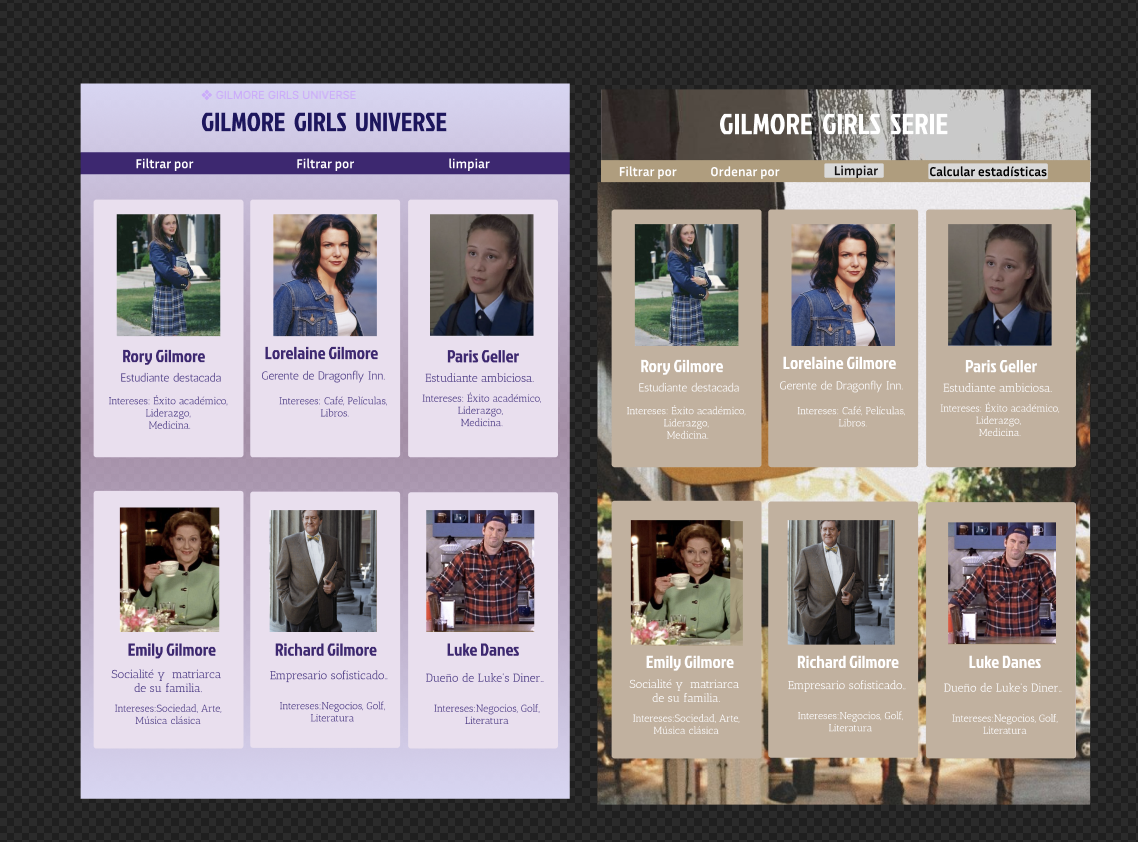 GILMORE GIRLS UNIVERSE
GILMORE GIRLS UNIVERSE
Filtrar por
Filtrar por
limpiar
Rory Gilmore
Estudiante destacada
Intereses: Éxito académico,
Liderazgo,
Medicina.
Lorelaine Gilmore
Gerente de Dragonfly Inn.
Intereses: Café, Películas,
Libros.
Paris Geller
Estudiante ambiciosa.
Intereses: Éxito académico,
Liderazgo,
Medicina.
Emily Gilmore
Socialité y matriarca
de su familia.
Intereses:Sociedad, Arte,
Música clásica
Richard Gilmore
Empresario sofisticado..
Intereses:Negocios, Golf,
Literatura
Luke Danes
Dueño de Luke's Diner..
Intereses:Negocios, Golf,
Literatura
GILMORE GIRLS SERIE
Filtrar por
Ordenar por
Limpiar
Calcular estadísticas
Rory Gilmore
Estudiante destacada
Intereses: Éxito académico,
Liderazgo,
Medicina.
Lorelaine Gilmore
Gerente de Dragonfly Inn.
Intereses: Café, Películas,
Libros.
Paris Geller
Estudiante ambiciosa.
Intereses: Éxito académico,
Liderazgo,
Medicina.
Emily Gilmore
Socialité y matriarca
de su familia.
Intereses:Sociedad, Arte,
Música clásica
Richard Gilmore
Empresario sofisticado..
Intereses:Negocios, Golf,
Literatura
Luke Danes
Dueño de Luke's Diner..
Intereses:Negocios, Golf,
Literatura